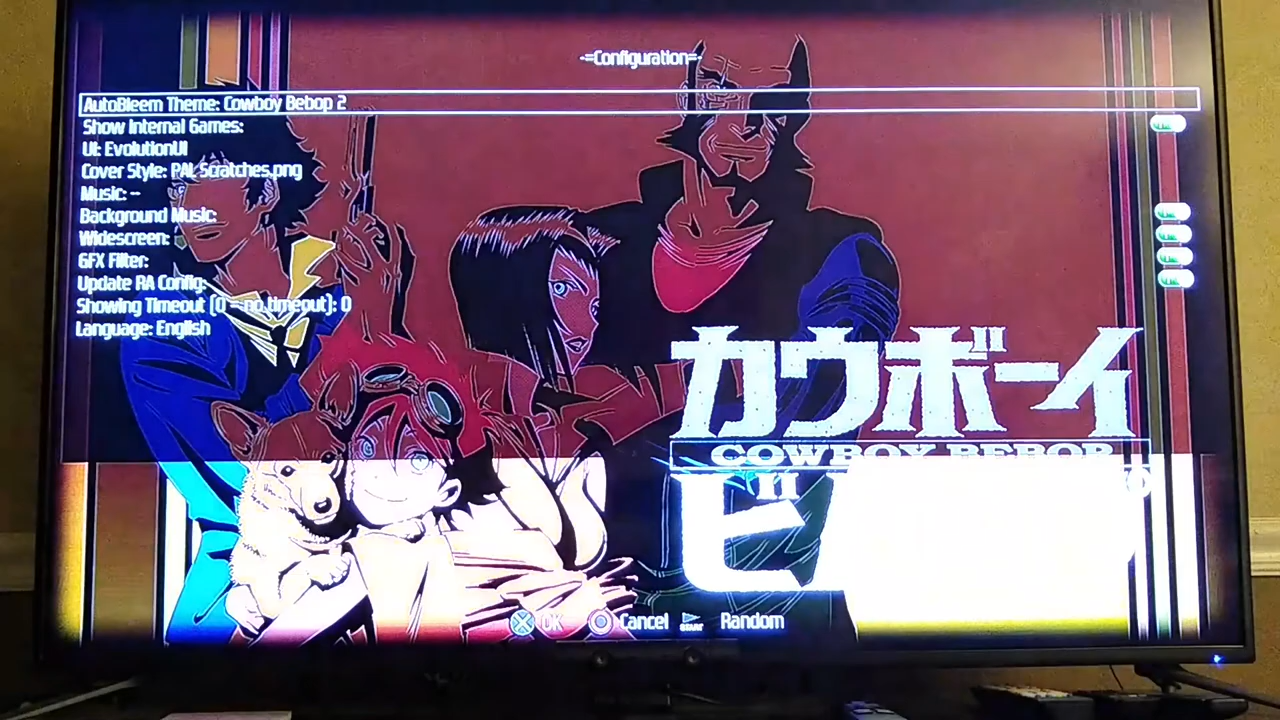 -=Configuration=-
AutoBleem Theme: Cowboy Bebop 2
Show Internal Games:
UI: EvolutionUI
Cover Style: PAL Scratches.png
Music: --
Background Music:
Widescreen:
GFX Filter:
Update RA Config:
Showing Timeout (0 = no timeout): 0
Language: English
カウボーイ
COWBOY BEBOP
ビ
OK Cancel START Random